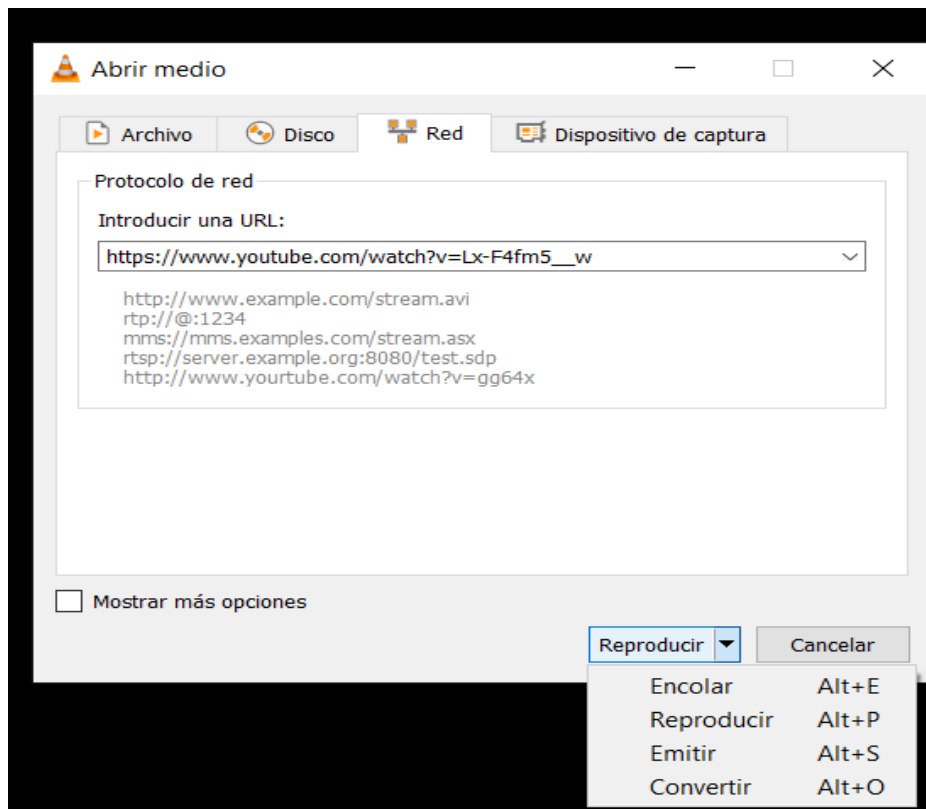 Abrir medio
Archivo Disco Red Dispositivo de captura
Protocolo de red
Introducir una URL:
https://www.youtube.com/watch?v=Lx-F4fm5__w
http://www.example.com/stream.avi
rtp://@:1234
mms://mms.examples.com/stream.asx
rtsp://server.example.org:8080/test.sdp
http://www.yourtube.com/watch?v=gg64x
Mostrar más opciones
Reproducir Cancelar
Encolar Alt+E
Reproducir Alt+P
Emitir Alt+S
Convertir Alt+O